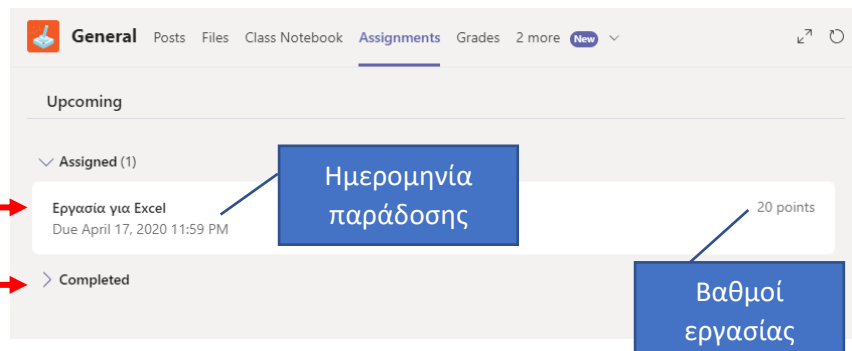 General Posts Files Class Notebook Assignments Grades 2 more New
Upcoming
Assigned (1)
Ημερομηνία
παράδοσης
Εργασία για Excel
Due April 17, 2020 11:59 PM
20 points
Completed
Βαθμοί
εργασίας